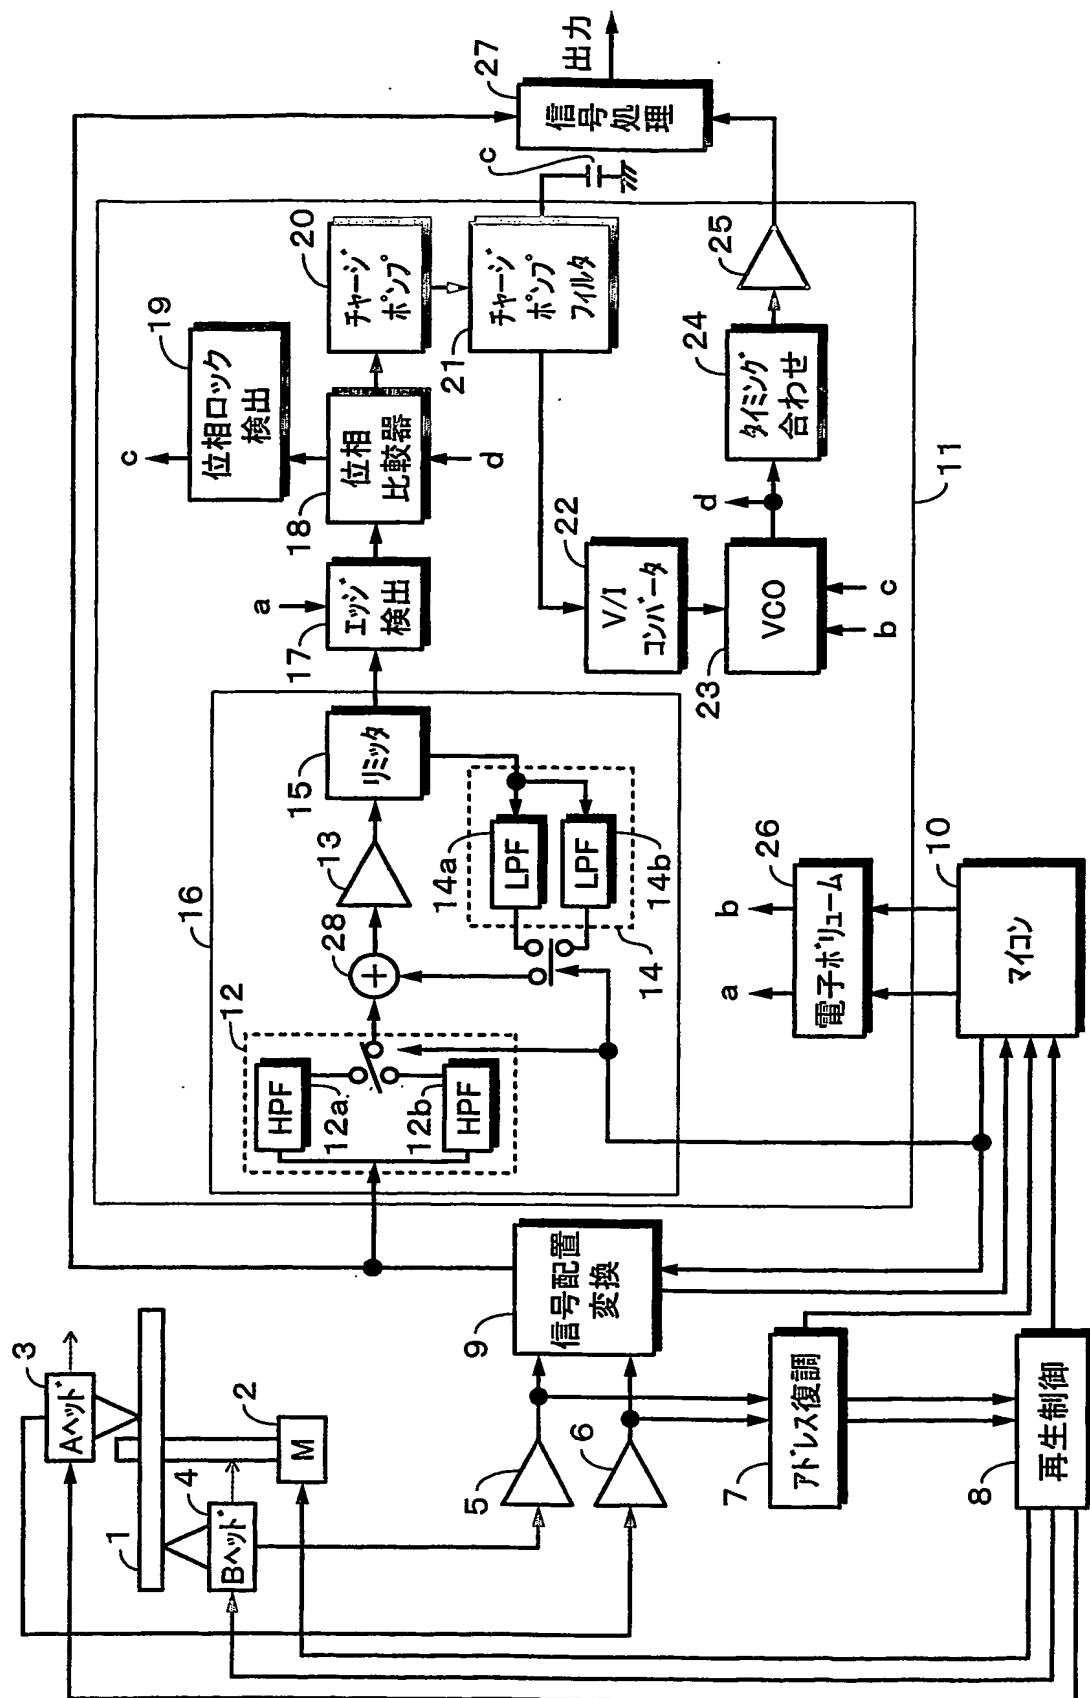 3
Aヘッド
1
4
Bヘッド
2
M
5
6
9
信号配置
変換
7
アドレス復調
8
再生制御
16
12
HPF
12a
12b
HPF
28
13
15
リミッタ
14a
LPF
LPF
14b
14
a
17
エッジ
検出
18
位相
比較器
d
c
19
位相ロック
検出
20
チャージ
ポンプ
21
チャージ
ポンプ
フィルタ
c
22
V/I
コンバータ
23
VCO
b
c
d
24
タイミング
合わせ
25
11
27
信号
処理
出力
a
b
26
電子ボリューム
10
マイコン